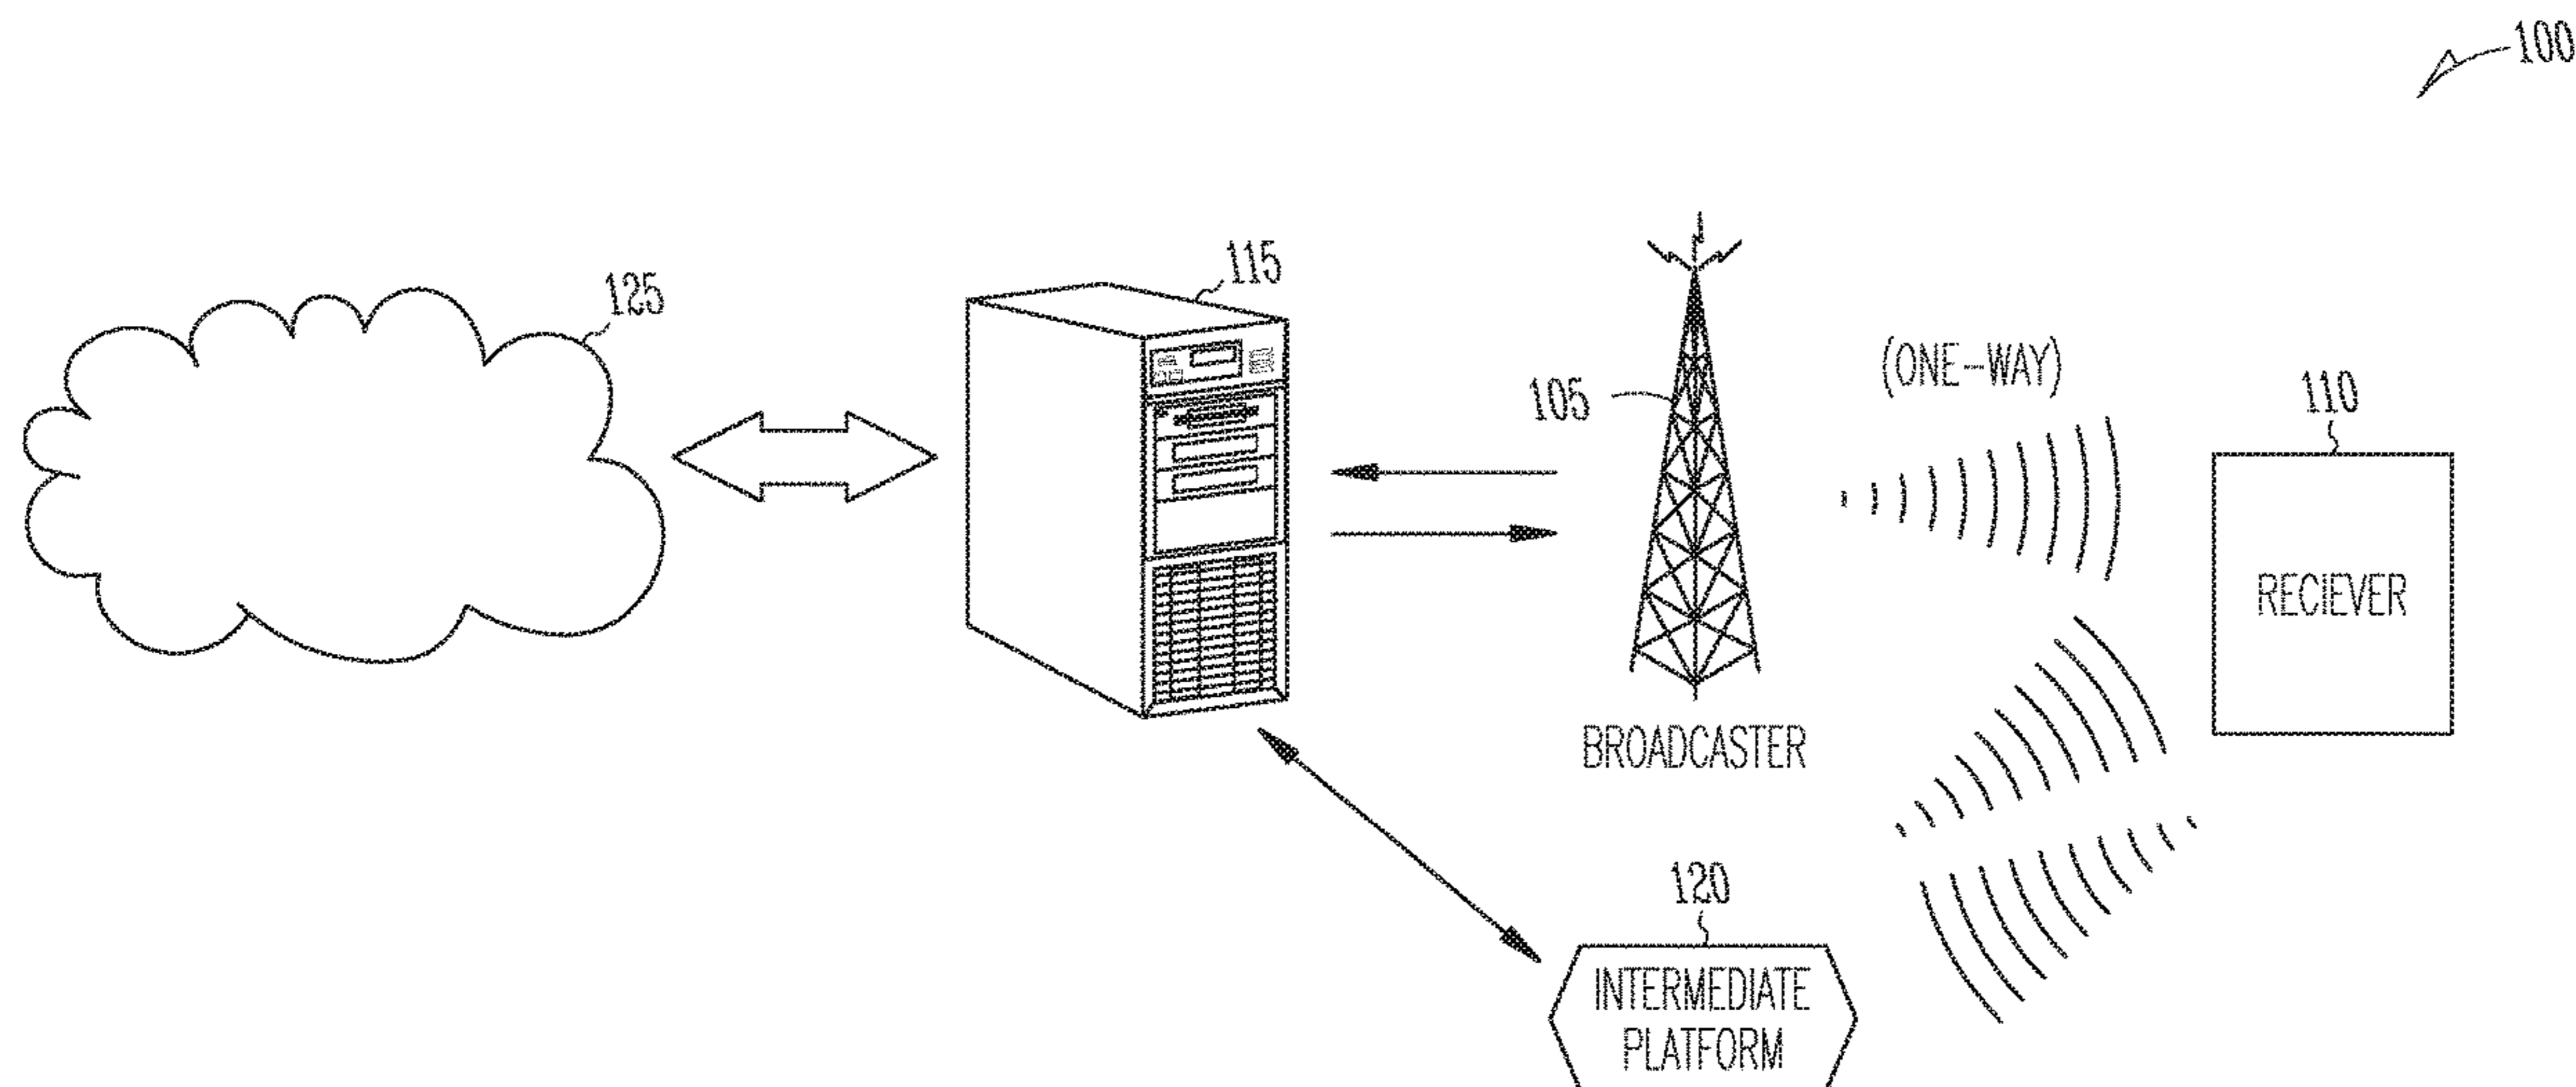 100
125
115
105
(ONE-WAY)
110
RECIEVER
BROADCASTER
120
INTERMEDIATE
PLATFORM